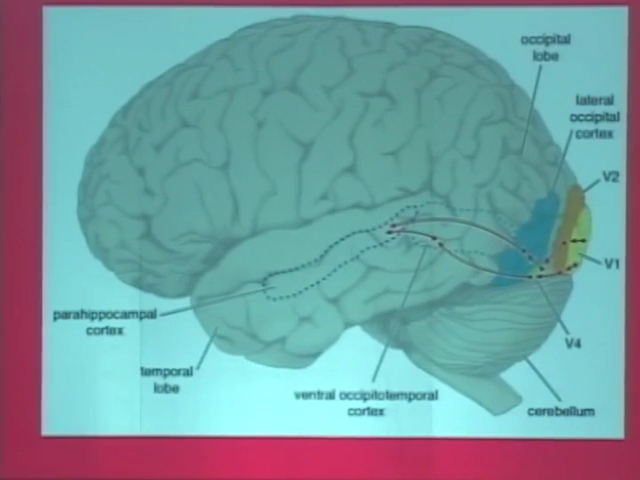 occipital
lobe
lateral
occipital
cortex
V2
V1
V4
parahippocampal
cortex
temporal
lobe
ventral occipitotemporal
cortex
cerebellum